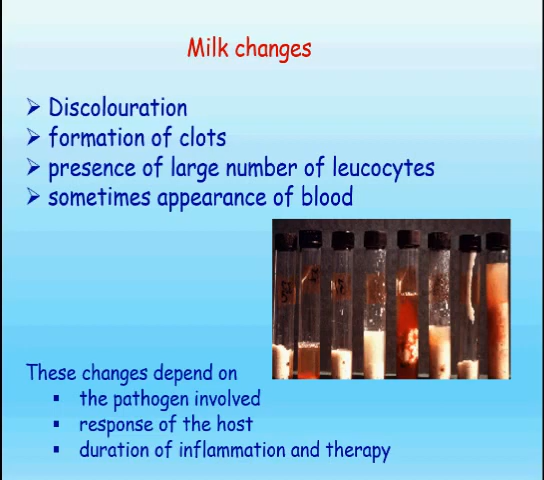 Milk changes
➢ Discolouration
➢ formation of clots
➢ presence of large number of leucocytes
➢ sometimes appearance of blood
These changes depend on
▪ the pathogen involved
▪ response of the host
▪ duration of inflammation and therapy